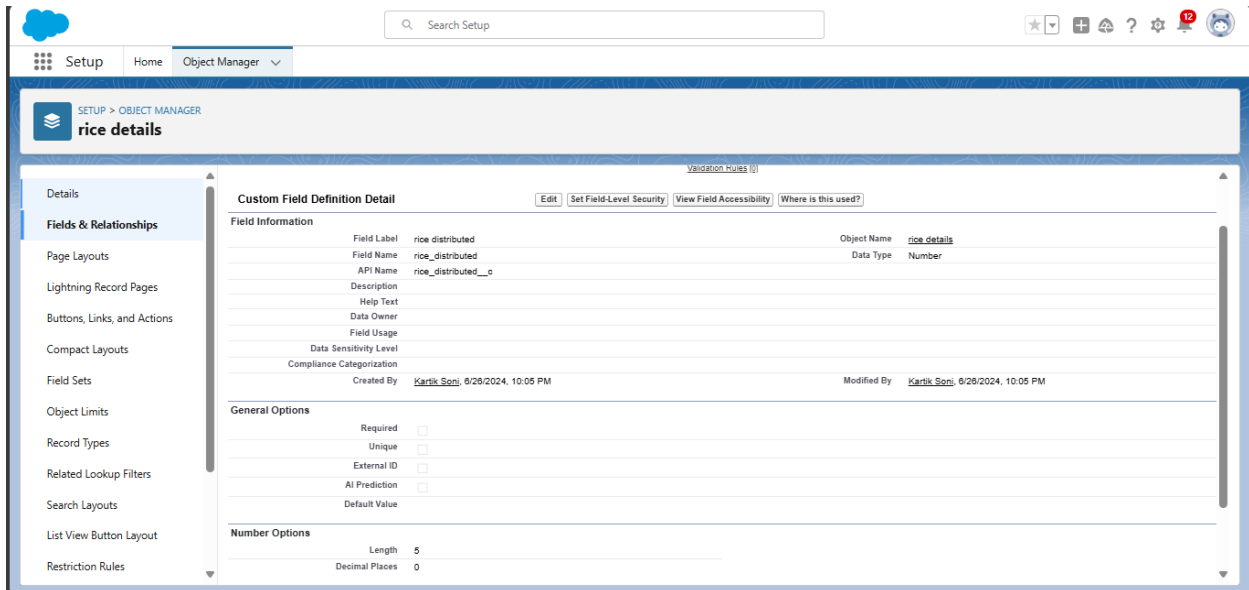 Search Setup
12
Setup
Home
Object Manager
SETUP > OBJECT MANAGER
rice details
Details
Fields & Relationships
Page Layouts
Lightning Record Pages
Buttons, Links, and Actions
Compact Layouts
Field Sets
Object Limits
Record Types
Related Lookup Filters
Search Layouts
List View Button Layout
Restriction Rules
Validation Rules [0]
Custom Field Definition Detail
Edit
Set Field-Level Security
View Field Accessibility
Where is this used?
Field Information
Field Label rice distributed Object Name rice details
Field Name rice_distributed Data Type Number
API Name rice_distributed__c
Description
Help Text
Data Owner
Field Usage
Data Sensitivity Level
Compliance Categorization
Created By Kartik Soni, 6/26/2024, 10:05 PM Modified By Kartik Soni, 6/26/2024, 10:05 PM
General Options
Required
Unique
External ID
AI Prediction
Default Value
Number Options
Length 5
Decimal Places 0